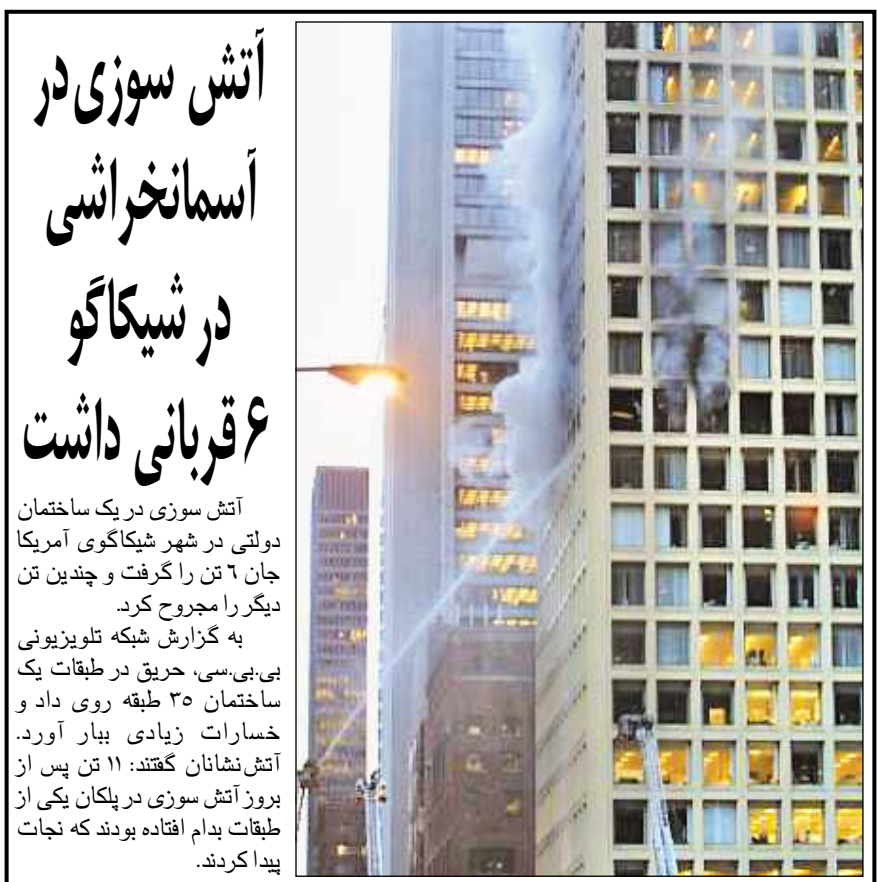 آتش سوزی در
آسمانخراشی
در شیکاگو
۶ قربانی داشت
آتش سوزی در یک ساختمان
دولتی در شهر شیکاگوی آمریکا
جان ٦ تن را گرفت و چندین تن
دیگر را مجروح کرد.
به گزارش شبکه تلویزیونی
بی.بی.سی، حریق در طبقات یک
ساختمان ۳۵ طبقه روی داد و
خسارات زیادی ببار آورد.
آتش‌نشانان گفتند: ۱۱ تن پس از
بروز آتش سوزی در پلکان یکی از
طبقات بدام افتاده بودند که نجات
پیدا کردند.